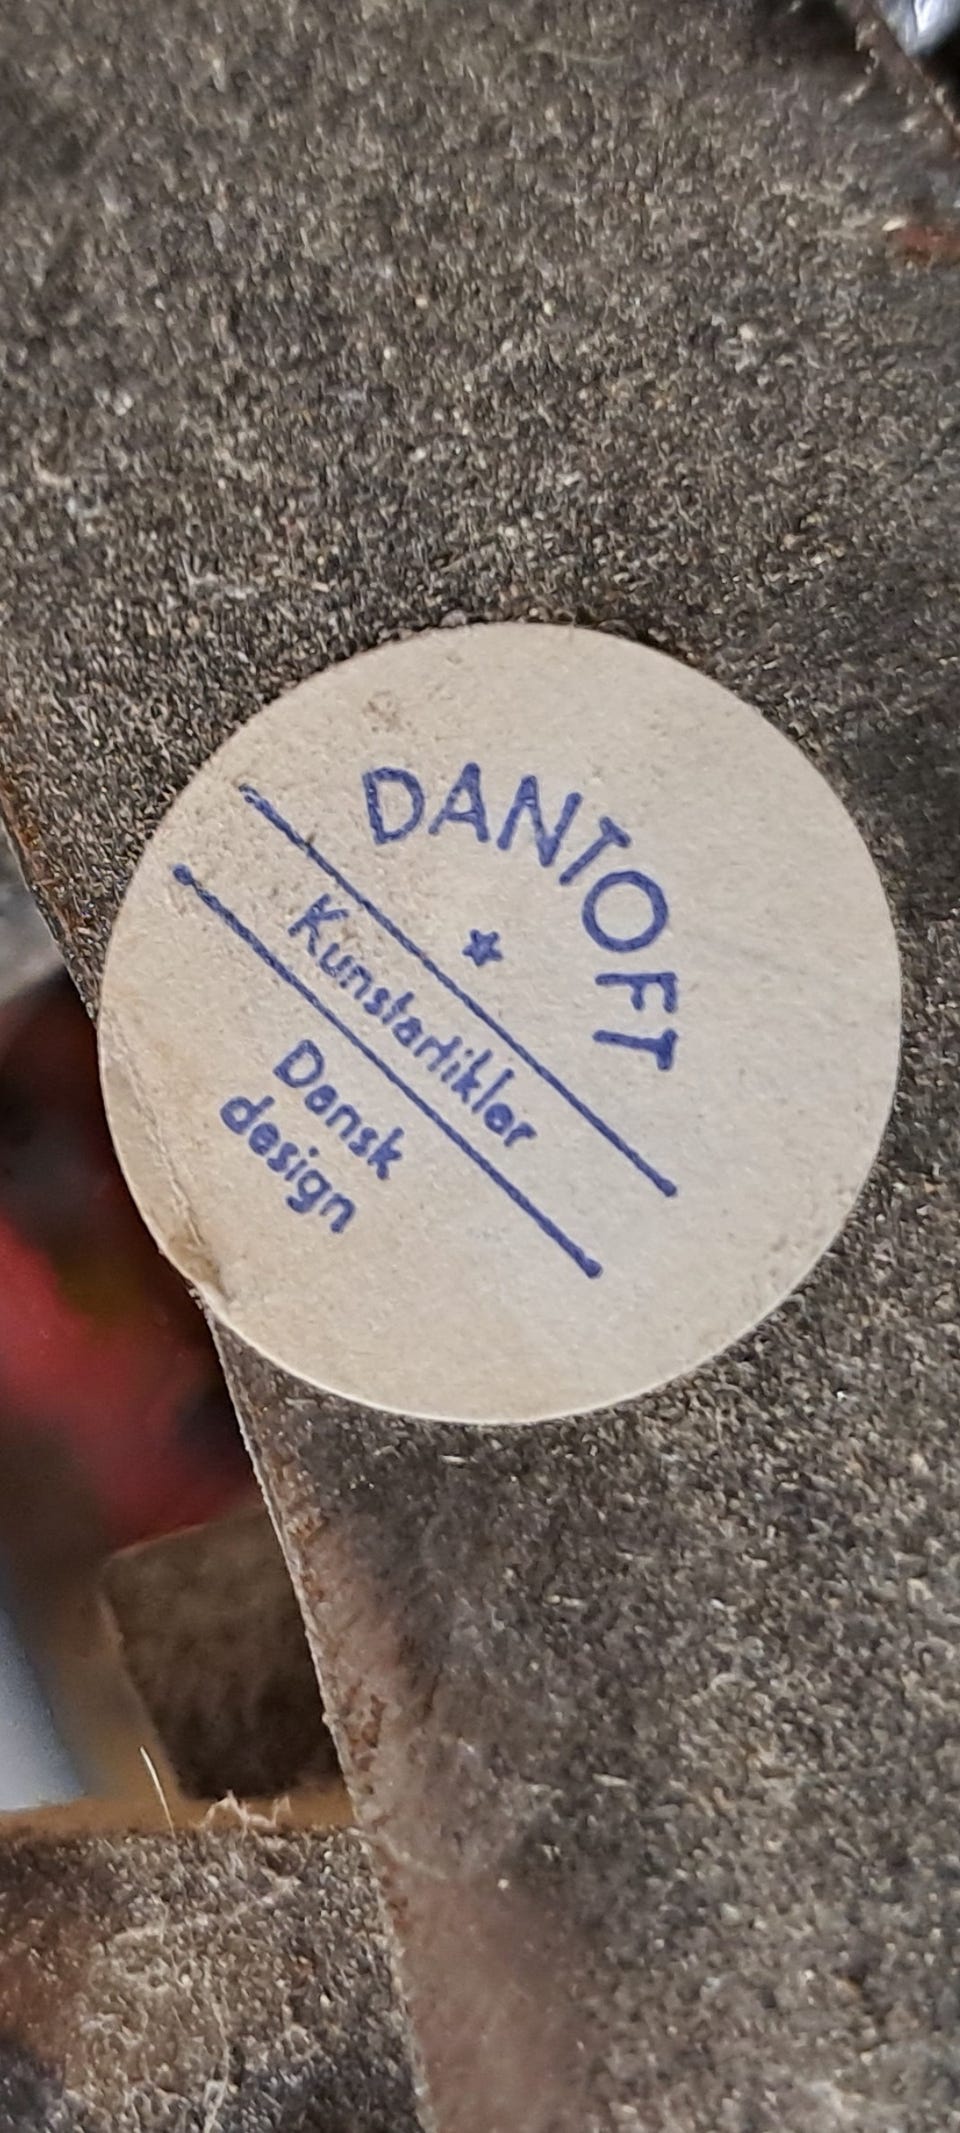 DANTOFT
Kunstartikler
Dansk
design